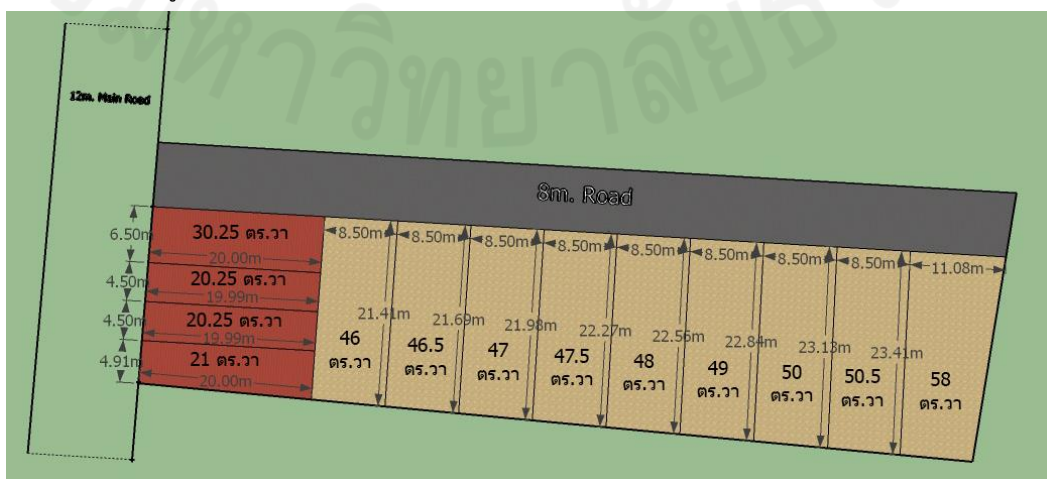 12m. Main Road
8m. Road
6.50m
30.25 ตร.วา
20.00m
4.50m
20.25 ตร.วา
19.99m
4.50m
20.25 ตร.วา
19.99m
4.91m
21 ตร.วา
20.00m
8.50m 8.50m 8.50m 8.50m 8.50m 8.50m 8.50m 8.50m 11.08m
21.41m 21.69m 21.98m 22.27m 22.56m 22.84m 23.13m 23.41m
46 ตร.วา
46.5 ตร.วา
47 ตร.วา
47.5 ตร.วา
48 ตร.วา
49 ตร.วา
50 ตร.วา
50.5 ตร.วา
58 ตร.วา